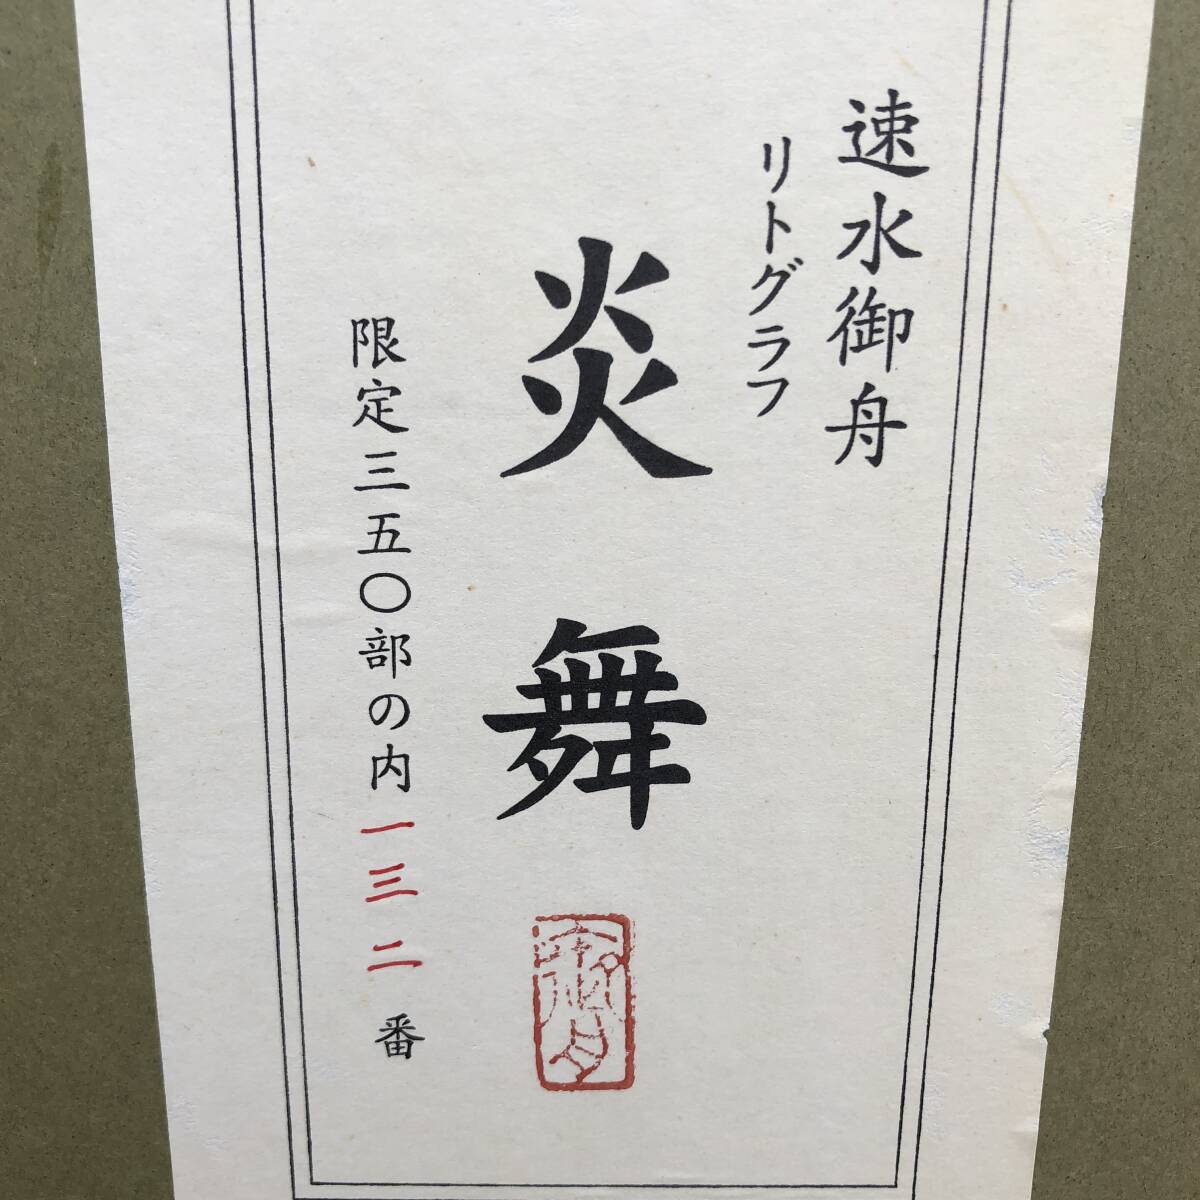 速水御舟
リトグラフ
炎舞
限定三五〇部の内一三二番